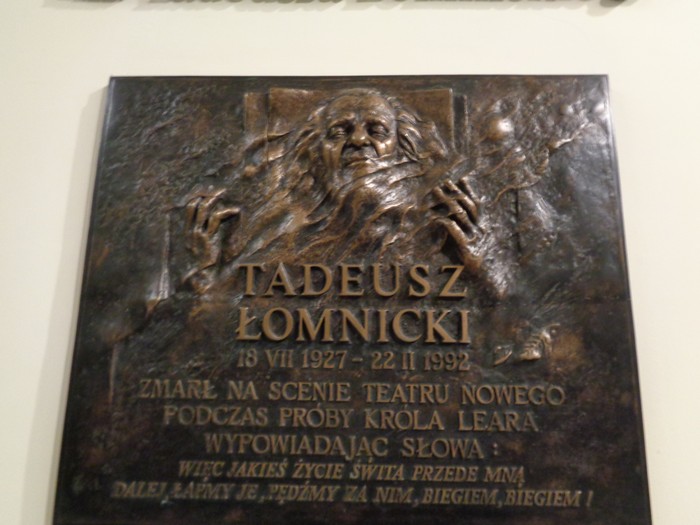 TADEUSZ
ŁOMNICKI
18 VII 1927 - 22 II 1992
ZMARŁ NA SCENIE TEATRU NOWEGO
PODCZAS PRÓBY KRÓLA LEARA
WYPOWIADAJĄC SŁOWA:
WIĘC JAKIEŚ ŻYCIE ŚWITA PRZEDE MNĄ
DALEJ, ŁAPMY JE, PĘDŹMY ZA NIM, BIEGIEM, BIEGIEM!